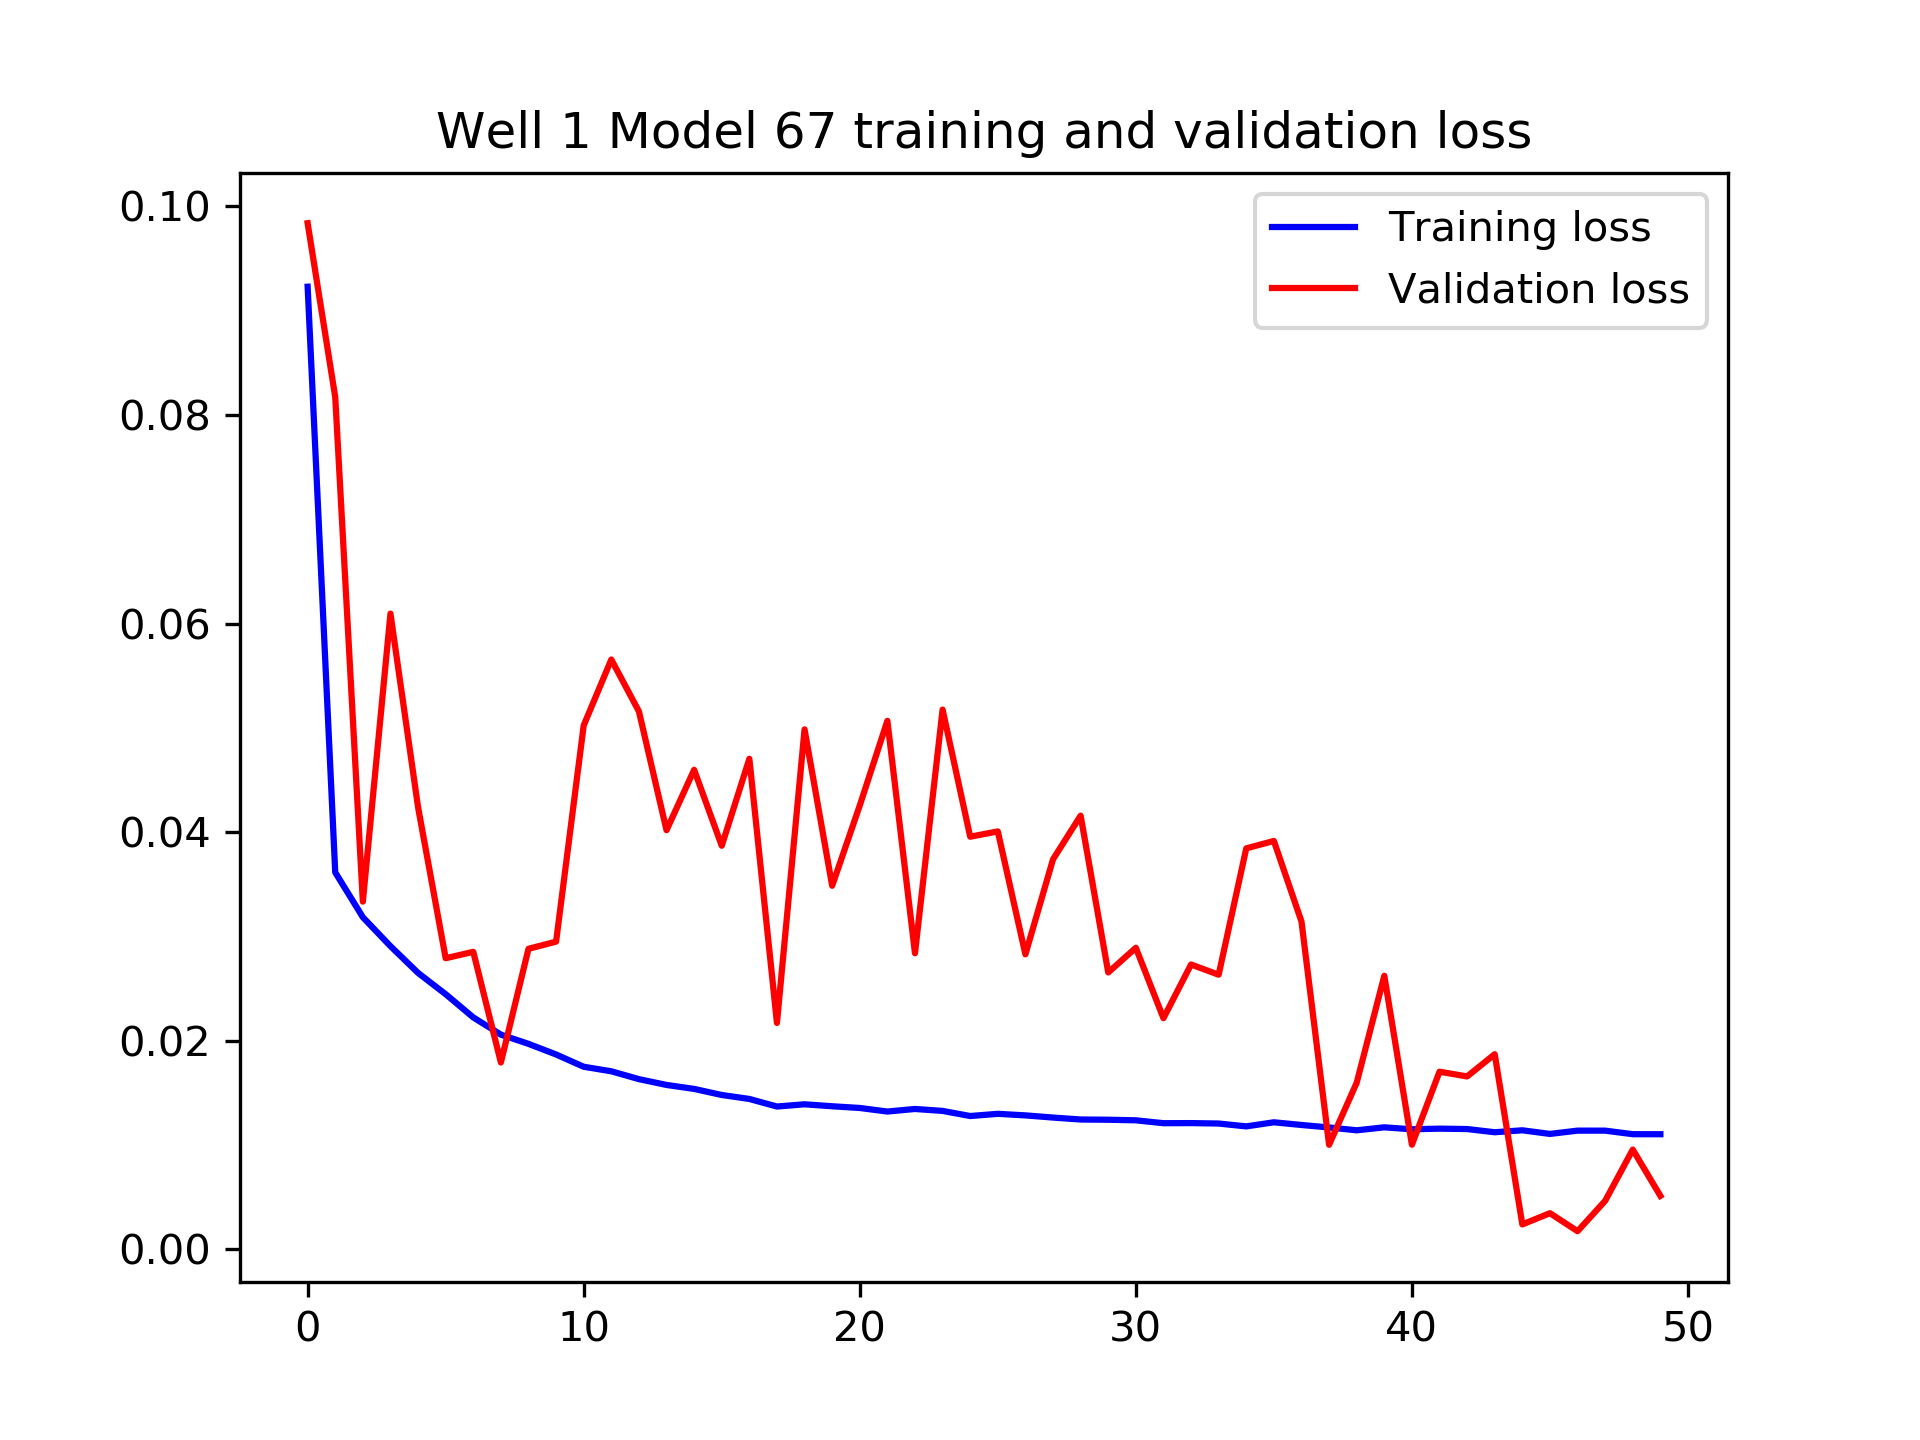 Well 1 Model 67 training and validation loss
Training loss
Validation loss
0.10
0.08
0.06
0.04
0.02
0.00
0 10 20 30 40 50